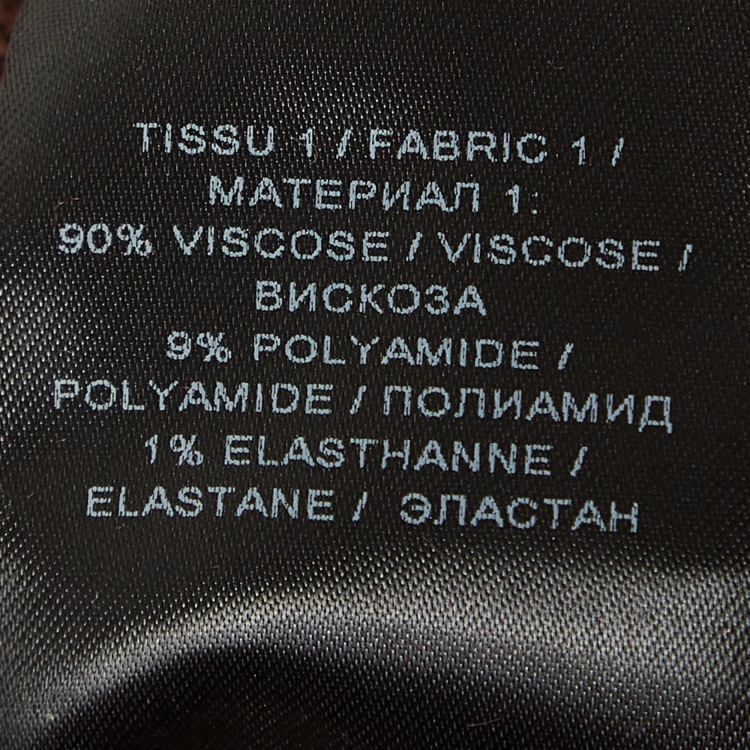 TISSU 1 / FABRIC 1 /
МАТЕРИАЛ 1:
90% VISCOSE / VISCOSE /
ВИСКОЗА
9% POLYAMIDE /
POLYAMIDE / ПОЛИАМИД
1% ELASTHANNE /
ELASTANE / ЭЛАСТАН